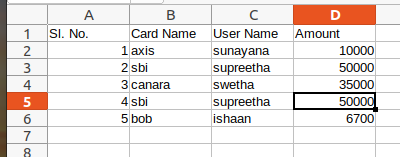 A B C D
1 Sl. No. Card Name User Name Amount
2 1 axis sunayana 10000
3 2 sbi supreetha 50000
4 3 canara swetha 35000
5 4 sbi supreetha 50000
6 5 bob ishaan 6700
7
8